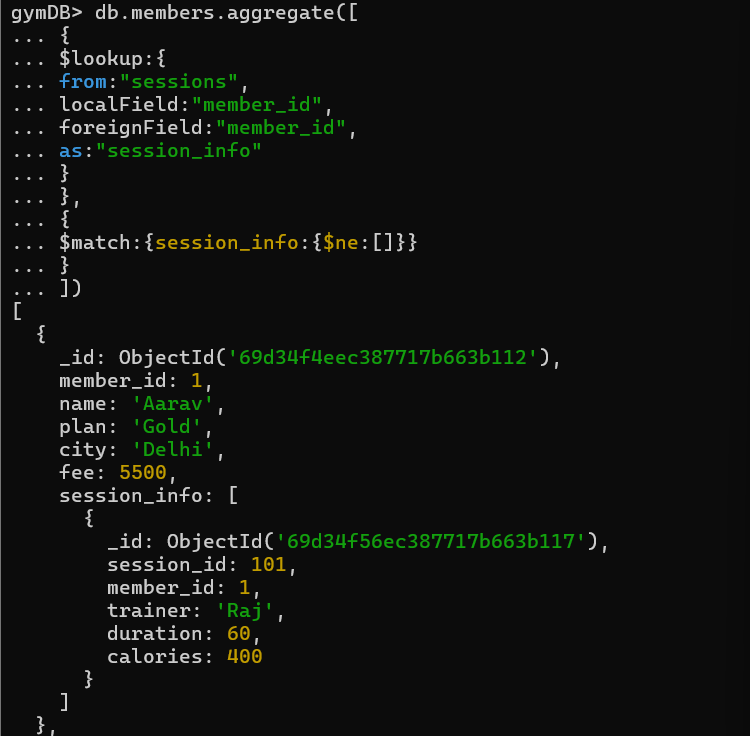 gymDB> db.members.aggregate([
... {
... $lookup:{
... from:"sessions",
... localField:"member_id",
... foreignField:"member_id",
... as:"session_info"
... }
... },
... {
... $match:{session_info:{$ne:[]}}
... }
... ])
[
  {
    _id: ObjectId('69d34f4eec387717b663b112'),
    member_id: 1,
    name: 'Aarav',
    plan: 'Gold',
    city: 'Delhi',
    fee: 5500,
    session_info: [
      {
        _id: ObjectId('69d34f56ec387717b663b117'),
        session_id: 101,
        member_id: 1,
        trainer: 'Raj',
        duration: 60,
        calories: 400
      }
    ]
  },